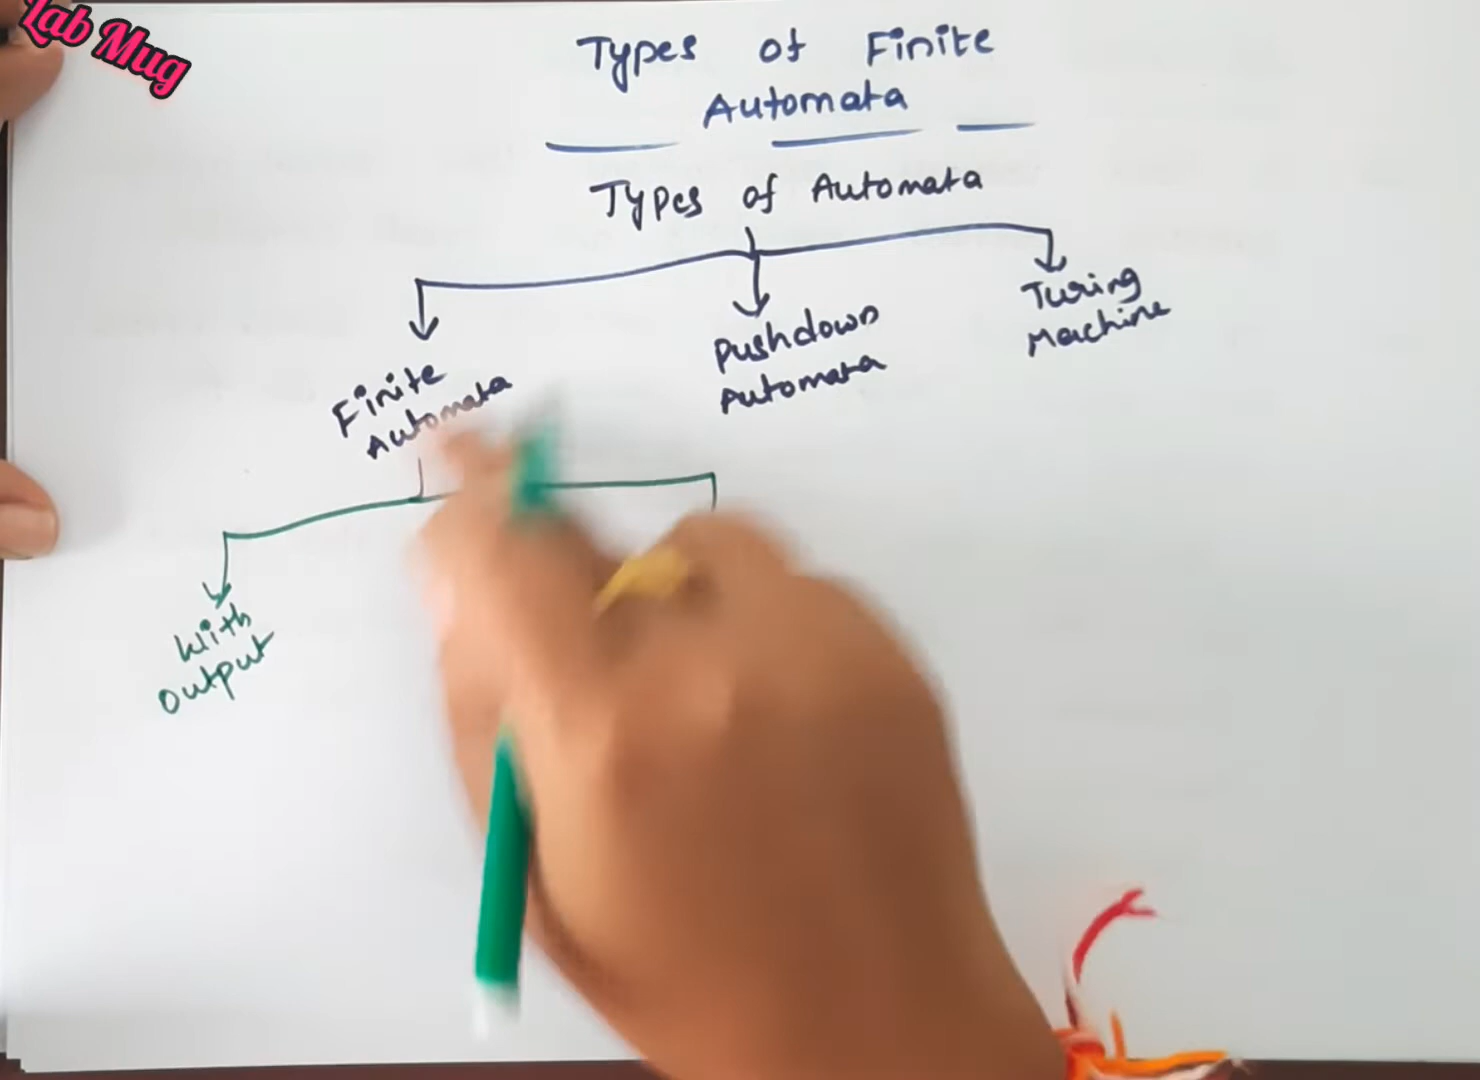 Lab Mug
Types of Finite
Automata
Types of Automata
Finite
Automata
Pushdown
Automata
Turing
Machine
With
output